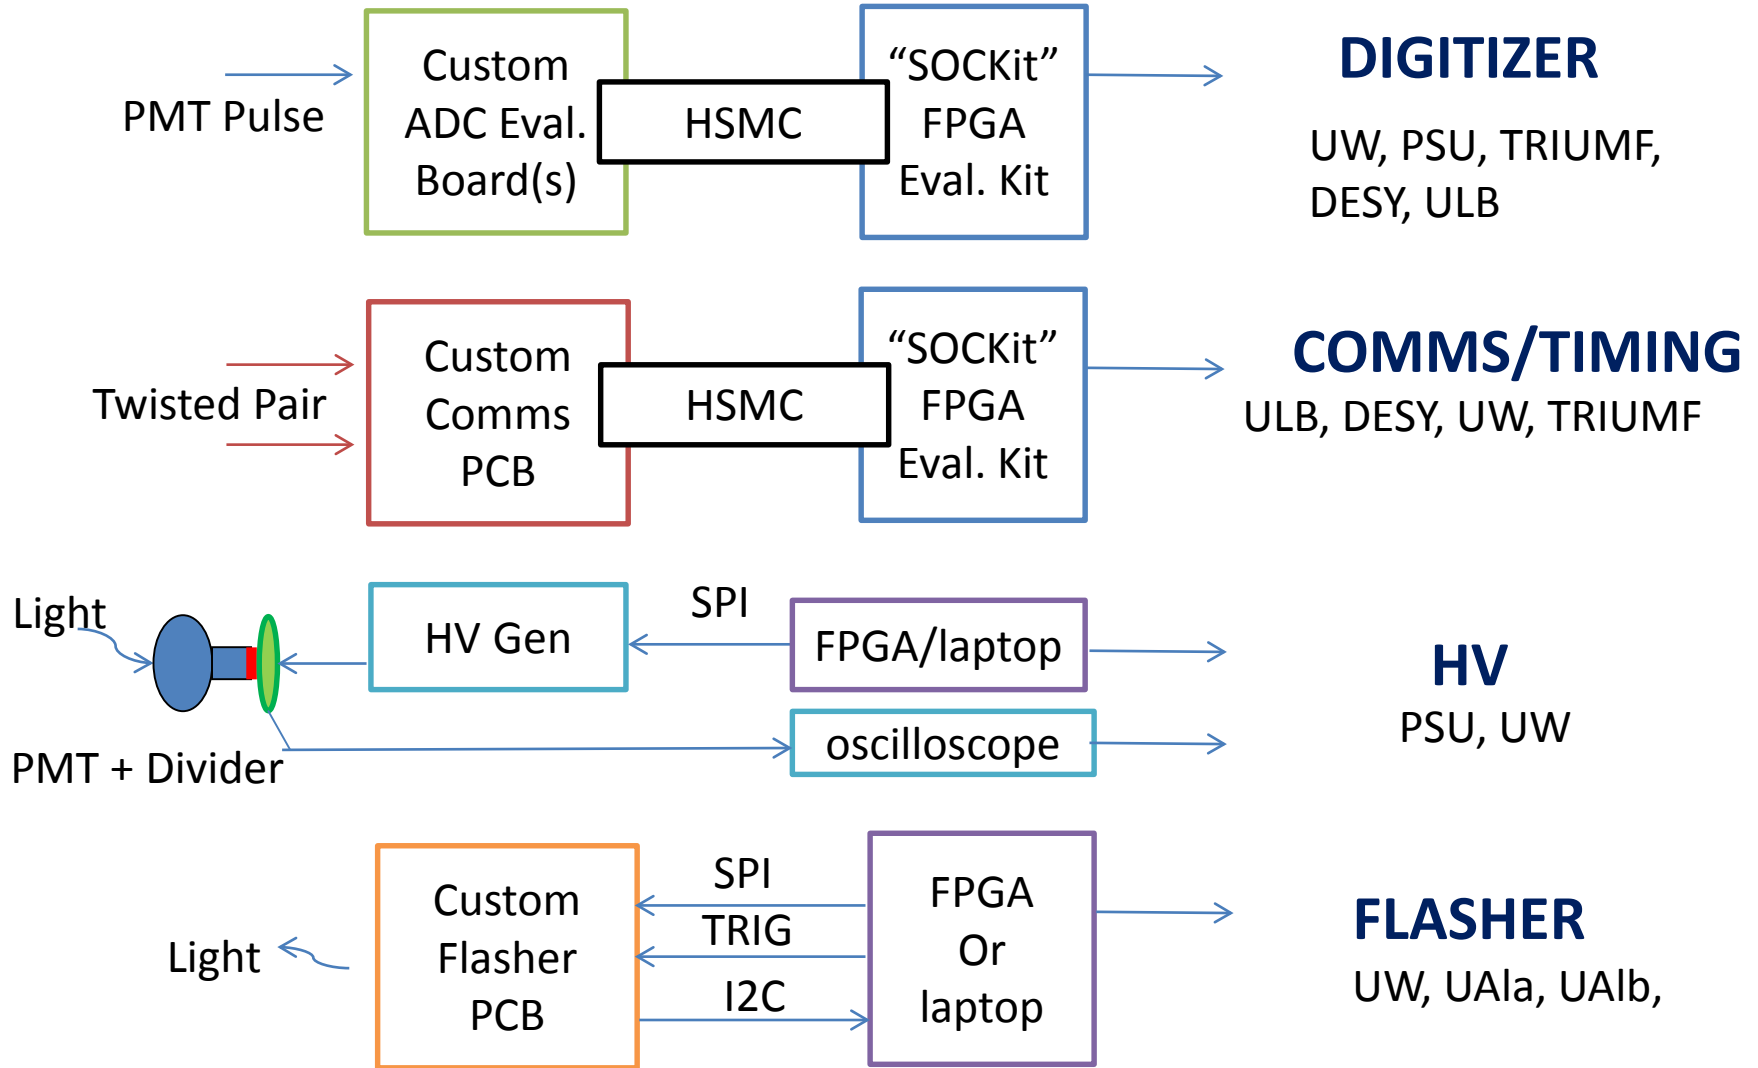 PMT Pulse
Custom
ADC Eval.
Board(s)
HSMC
“SOCKit”
FPGA
Eval. Kit
DIGITIZER
UW, PSU, TRIUMF,
DESY, ULB
Twisted Pair
Custom
Comms
PCB
HSMC
“SOCKit”
FPGA
Eval. Kit
COMMS/TIMING
ULB, DESY, UW, TRIUMF
Light
PMT + Divider
HV Gen
SPI
FPGA/laptop
oscilloscope
HV
PSU, UW
Light
Custom
Flasher
PCB
SPI
TRIG
I2C
FPGA
Or
laptop
FLASHER
UW, UAla, UAlb,